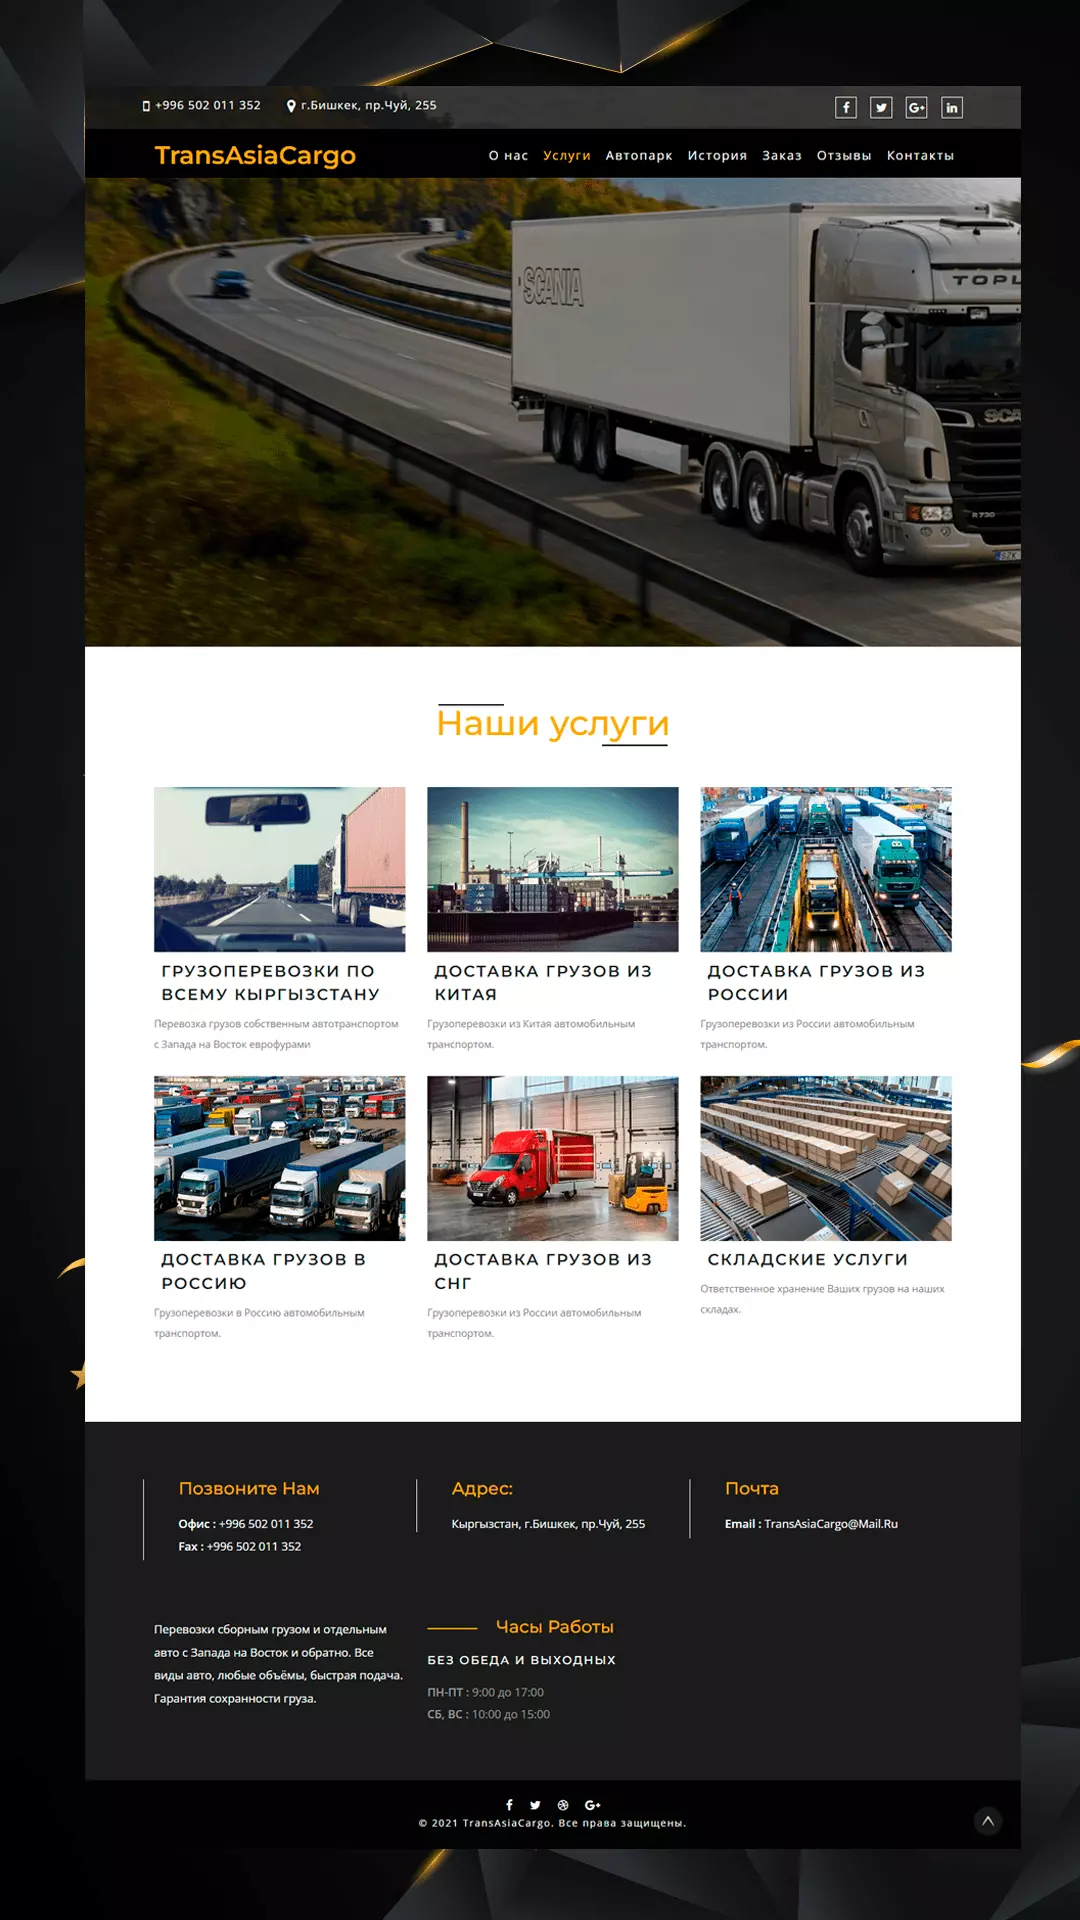 +996 502 011 352 г.Бишкек, пр.Чуй, 255
TransAsiaCargo О нас Услуги Автопарк История Заказ Отзывы Контакты
SCANIA
TOPL
SCA
R 730
SZK
Наши услуги
ГРУЗОПЕРЕВОЗКИ ПО
ВСЕМУ КЫРГЫЗСТАНУ
Перевозка грузов собственным автотранспортом
с Запада на Восток еврофурами
ДОСТАВКА ГРУЗОВ ИЗ
КИТАЯ
Грузоперевозки из Китая автомобильным
транспортом.
ДОСТАВКА ГРУЗОВ ИЗ
РОССИИ
Грузоперевозки из России автомобильным
транспортом.
ДОСТАВКА ГРУЗОВ В
РОССИЮ
Грузоперевозки в Россию автомобильным
транспортом.
ДОСТАВКА ГРУЗОВ ИЗ
СНГ
Грузоперевозки из России автомобильным
транспортом.
СКЛАДСКИЕ УСЛУГИ
Ответственное хранение Ваших грузов на наших
складах.
Позвоните Нам
Офис : +996 502 011 352
Fax : +996 502 011 352
Адрес:
Кыргызстан, г.Бишкек, пр.Чуй, 255
Почта
Email : TransAsiaCargo@Mail.Ru
Перевозки сборным грузом и отдельным
авто с Запада на Восток и обратно. Все
виды авто, любые объёмы, быстрая подача.
Гарантия сохранности груза.
Часы Работы
БЕЗ ОБЕДА И ВЫХОДНЫХ
ПН-ПТ : 9:00 до 17:00
СБ, ВС : 10:00 до 15:00
© 2021 TransAsiaCargo. Все права защищены.